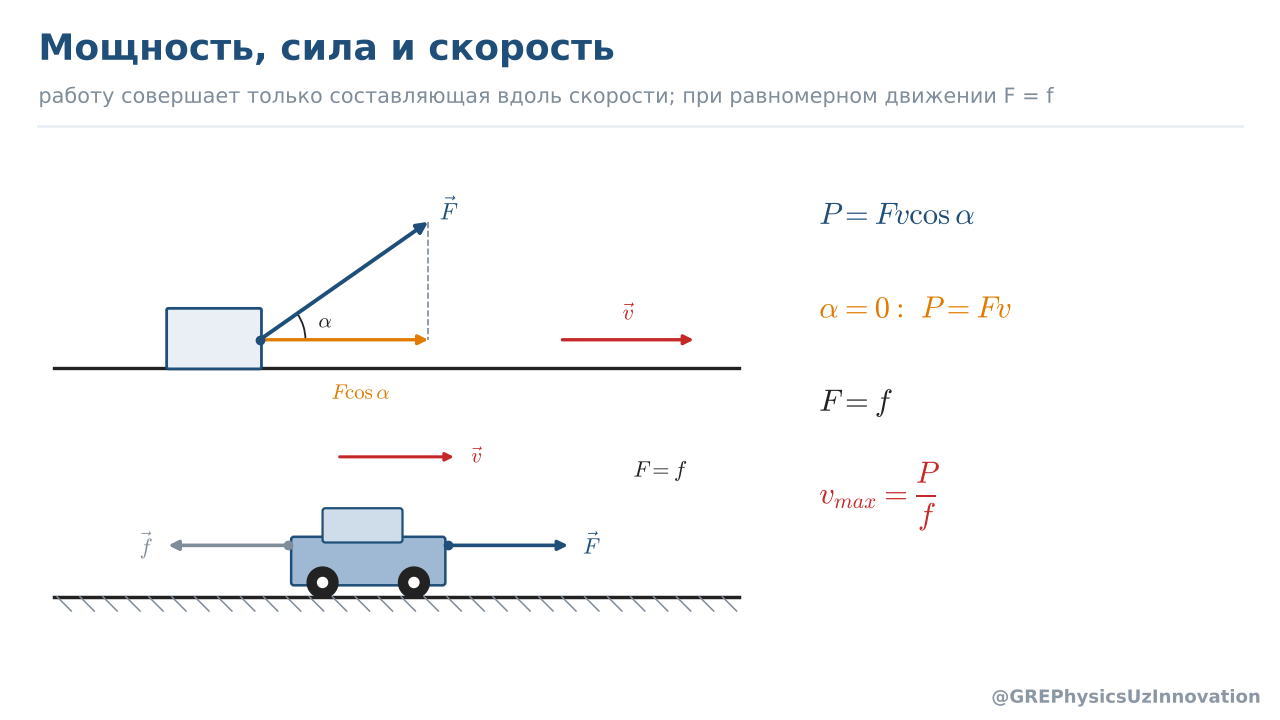 Мощность, сила и скорость
работу совершает только составляющая вдоль скорости; при равномерном движении F = f
F⃗
α
F cos α
v⃗
v⃗
F = f
f⃗
F⃗
P = Fv cos α
α = 0 : P = Fv
F = f
v_max = P/f
@GREPhysicsUzInnovation